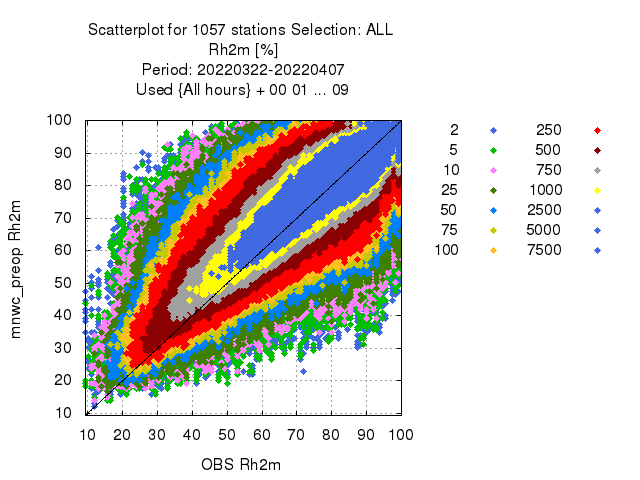 Scatterplot for 1057 stations Selection: ALL
Rh2m [%]
Period: 20220322-20220407
Used {All hours} + 00 01 ... 09
100
90
80
70
60
50
40
30
20
10
mnwc_preop Rh2m
10 20 30 40 50 60 70 80 90 100
OBS Rh2m
2 250
5 500
10 750
25 1000
50 2500
75 5000
100 7500